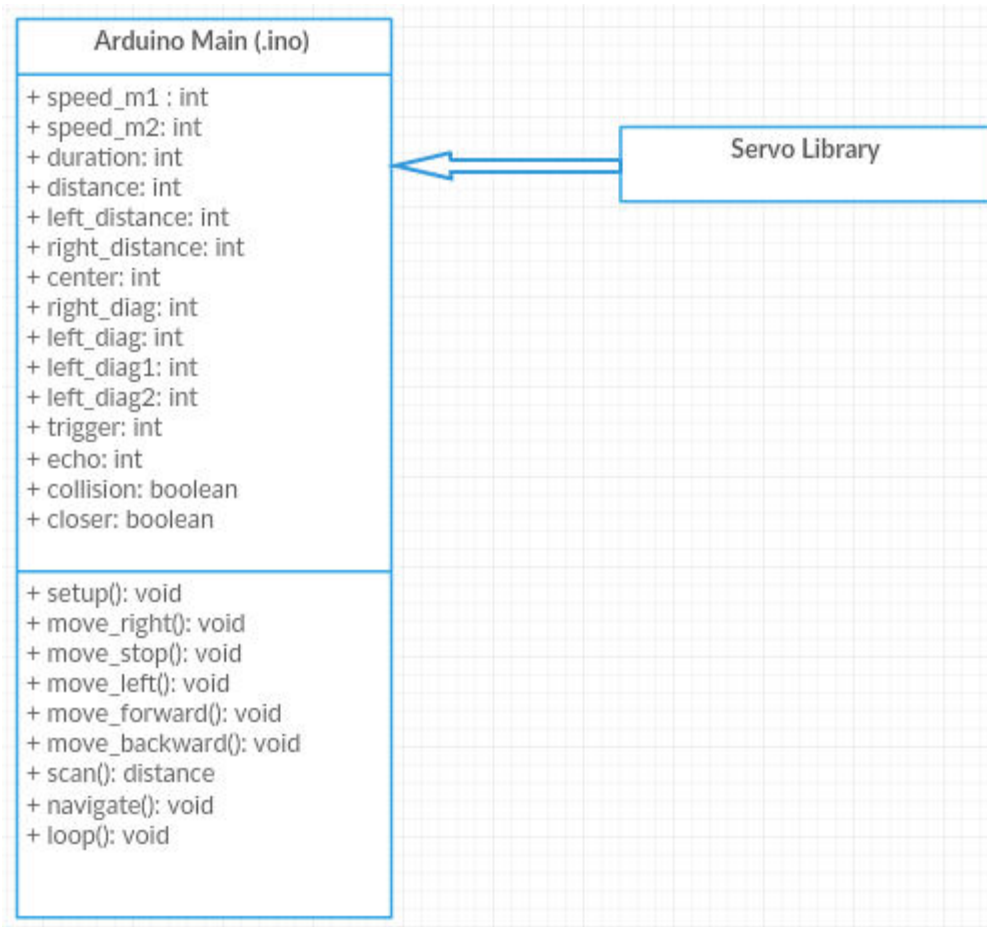 Arduino Main (.ino)
+ speed_m1 : int
+ speed_m2: int
+ duration: int
+ distance: int
+ left_distance: int
+ right_distance: int
+ center: int
+ right_diag: int
+ left_diag: int
+ left_diag1: int
+ left_diag2: int
+ trigger: int
+ echo: int
+ collision: boolean
+ closer: boolean
+ setup(): void
+ move_right(): void
+ move_stop(): void
+ move_left(): void
+ move_forward(): void
+ move_backward(): void
+ scan(): distance
+ navigate(): void
+ loop(): void
Servo Library